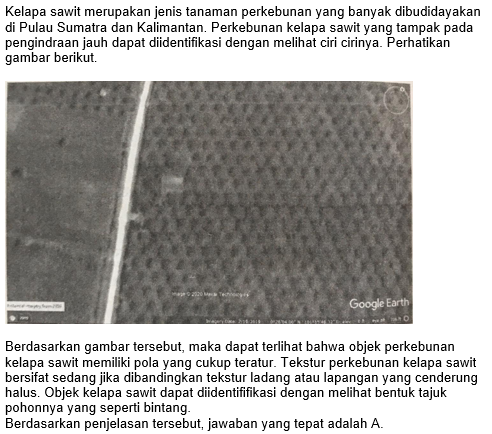 Kelapa sawit merupakan jenis tanaman perkebunan yang banyak dibudidayakan
di Pulau Sumatra dan Kalimantan. Perkebunan kelapa sawit yang tampak pada
pengindraan jauh dapat diidentifikasi dengan melihat ciri cirinya. Perhatikan
gambar berikut.
Image © 2020 Maxar Technologies
Google Earth
Berdasarkan gambar tersebut, maka dapat terlihat bahwa objek perkebunan
kelapa sawit memiliki pola yang cukup teratur. Tekstur perkebunan kelapa sawit
bersifat sedang jika dibandingkan tekstur ladang atau lapangan yang cenderung
halus. Objek kelapa sawit dapat diidentififikasi dengan melihat bentuk tajuk
pohonnya yang seperti bintang.
Berdasarkan penjelasan tersebut, jawaban yang tepat adalah A.